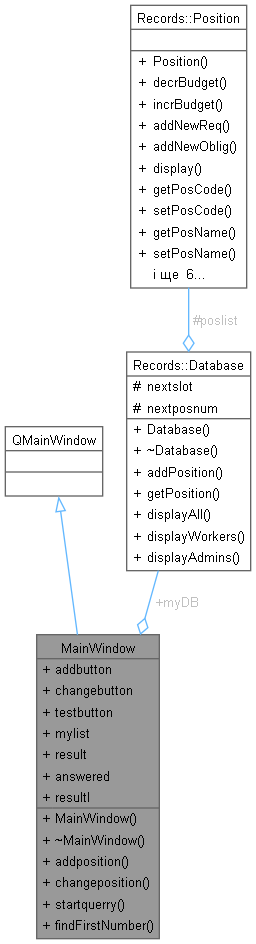 Records::Position
+ Position()
+ decrBudget()
+ incrBudget()
+ addNewReq()
+ addNewOblig()
+ display()
+ getPosCode()
+ setPosCode()
+ getPosName()
+ setPosName()
і ще 6...
#poslist
Records::Database
# nextslot
# nextposnum
+ Database()
+ ~Database()
+ addPosition()
+ getPosition()
+ displayAll()
+ displayWorkers()
+ displayAdmins()
QMainWindow
+myDB
MainWindow
+ addbutton
+ changebutton
+ testbutton
+ mylist
+ result
+ answered
+ resultl
+ MainWindow()
+ ~MainWindow()
+ addposition()
+ changeposition()
+ startquerry()
+ findFirstNumber()